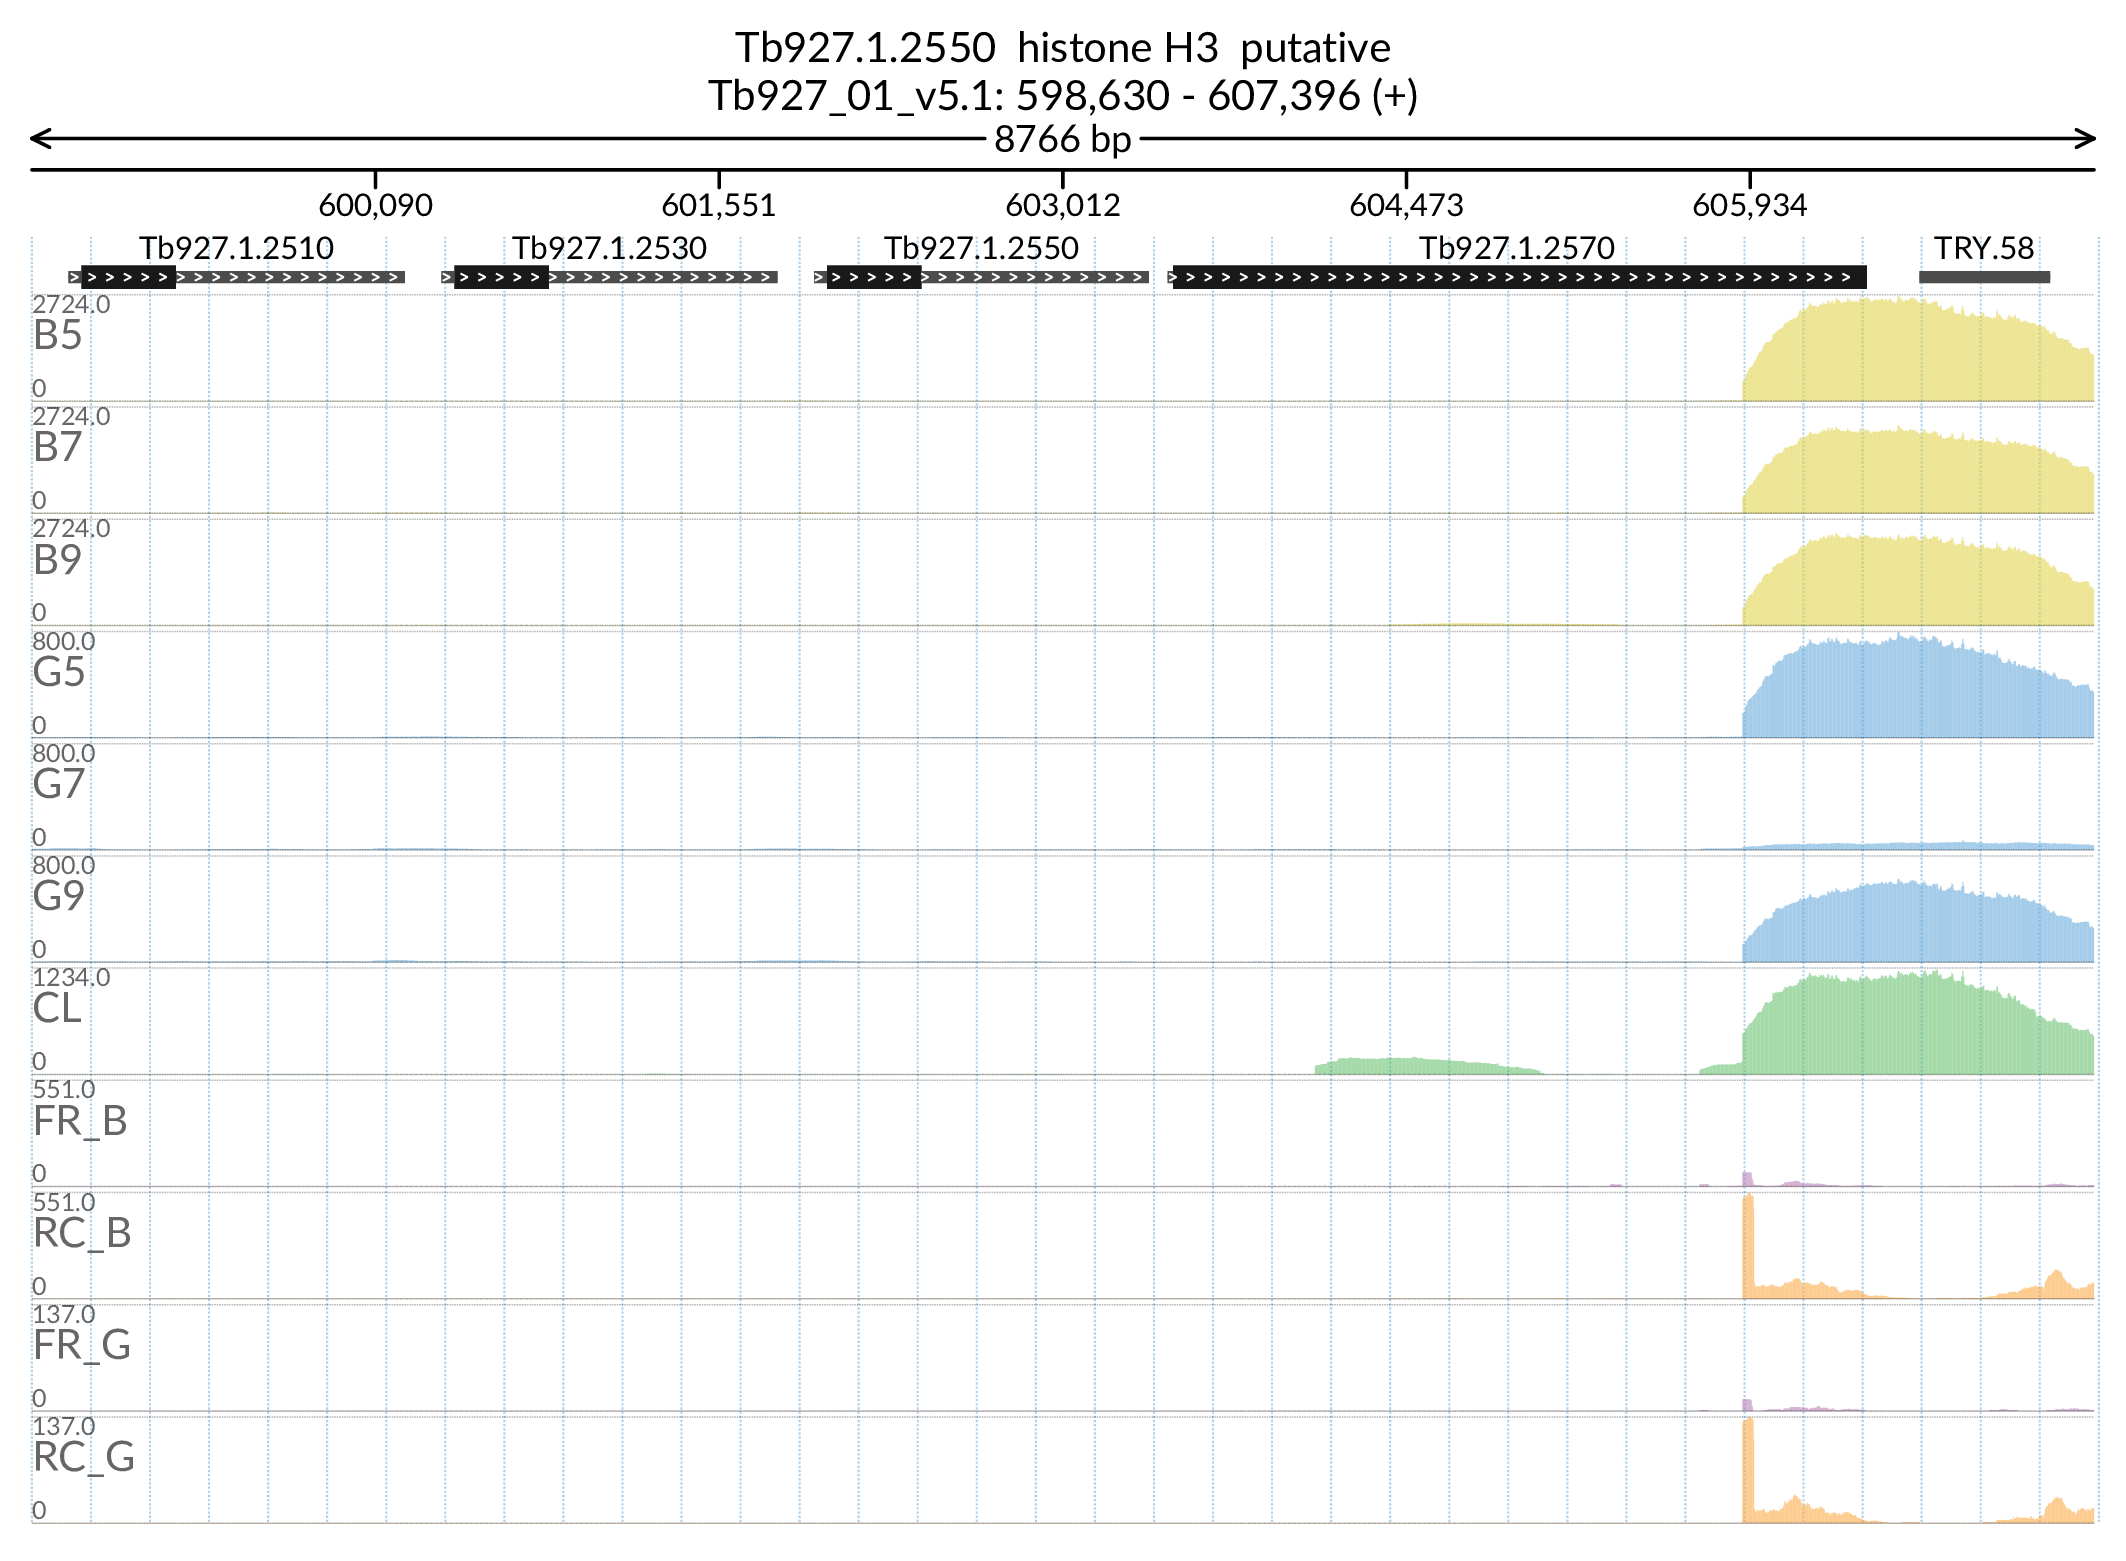 Tb927.1.2550 histone H3 putative
Tb927_01_v5.1: 598,630 - 607,396 (+)
8766 bp
600,090 601,551 603,012 604,473 605,934
Tb927.1.2510 Tb927.1.2530 Tb927.1.2550 Tb927.1.2570 TRY.58
2724.0
B5
0
2724.0
B7
0
2724.0
B9
0
800.0
G5
0
800.0
G7
0
800.0
G9
0
1234.0
CL
0
551.0
FR_B
0
551.0
RC_B
0
137.0
FR_G
0
137.0
RC_G
0